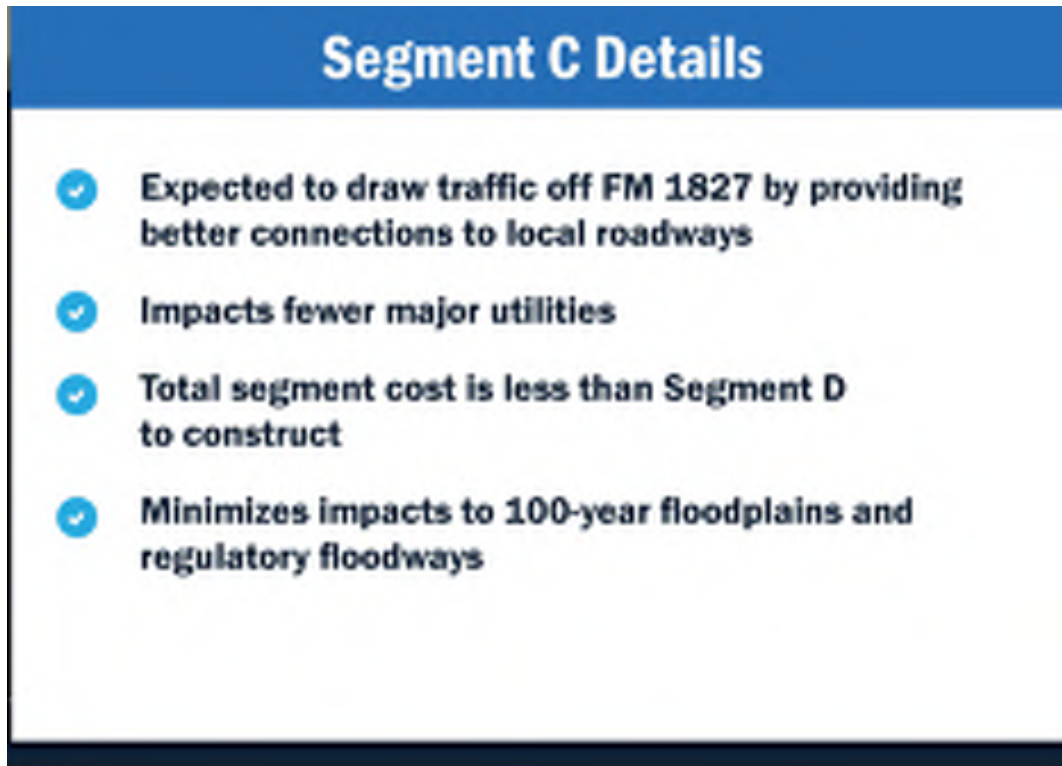 Segment C Details
Expected to draw traffic off FM 1827 by providing
better connections to local roadways
Impacts fewer major utilities
Total segment cost is less than Segment D
to construct
Minimizes impacts to 100-year floodplains and
regulatory floodways